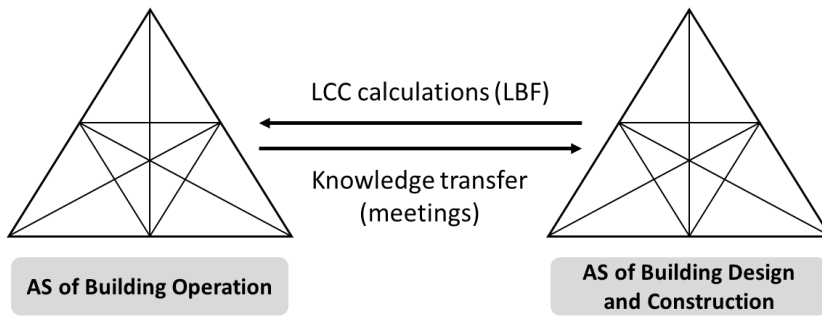 LCC calculations (LBF)
Knowledge transfer
(meetings)
AS of Building Operation
AS of Building Design
and Construction